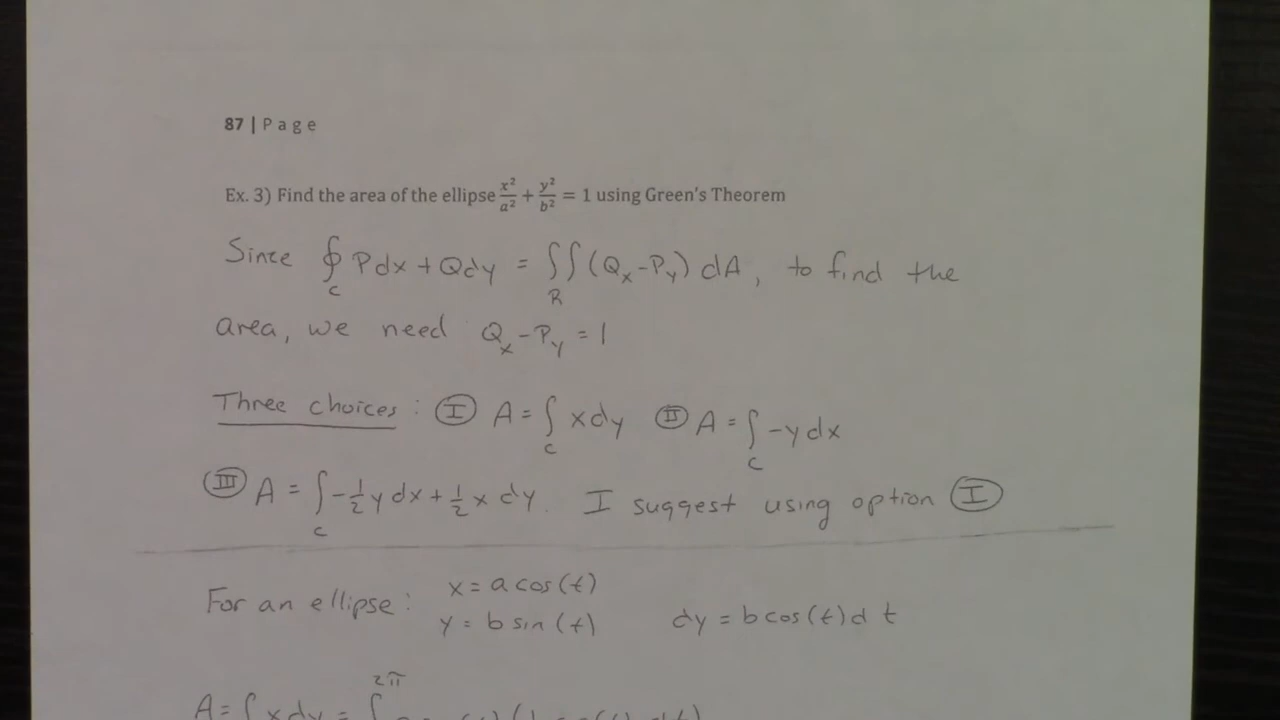 87 | Page
Ex. 3) Find the area of the ellipse x²/a² + y²/b² = 1 using Green's Theorem
Since ∮_C Pdx + Qdy = ∬_R (Q_x - P_y) dA, to find the
area, we need Q_x - P_y = 1
Three choices: Ⓘ A = ∫_C x dy Ⅱ A = ∫_C -y dx
Ⅲ A = ∫_C -½ y dx + ½ x dy. I suggest using option Ⓘ
For an ellipse: x = a cos(t)
y = b sin(t) dy = b cos(t) d t
A = ∫ x dy = ∫ 2π